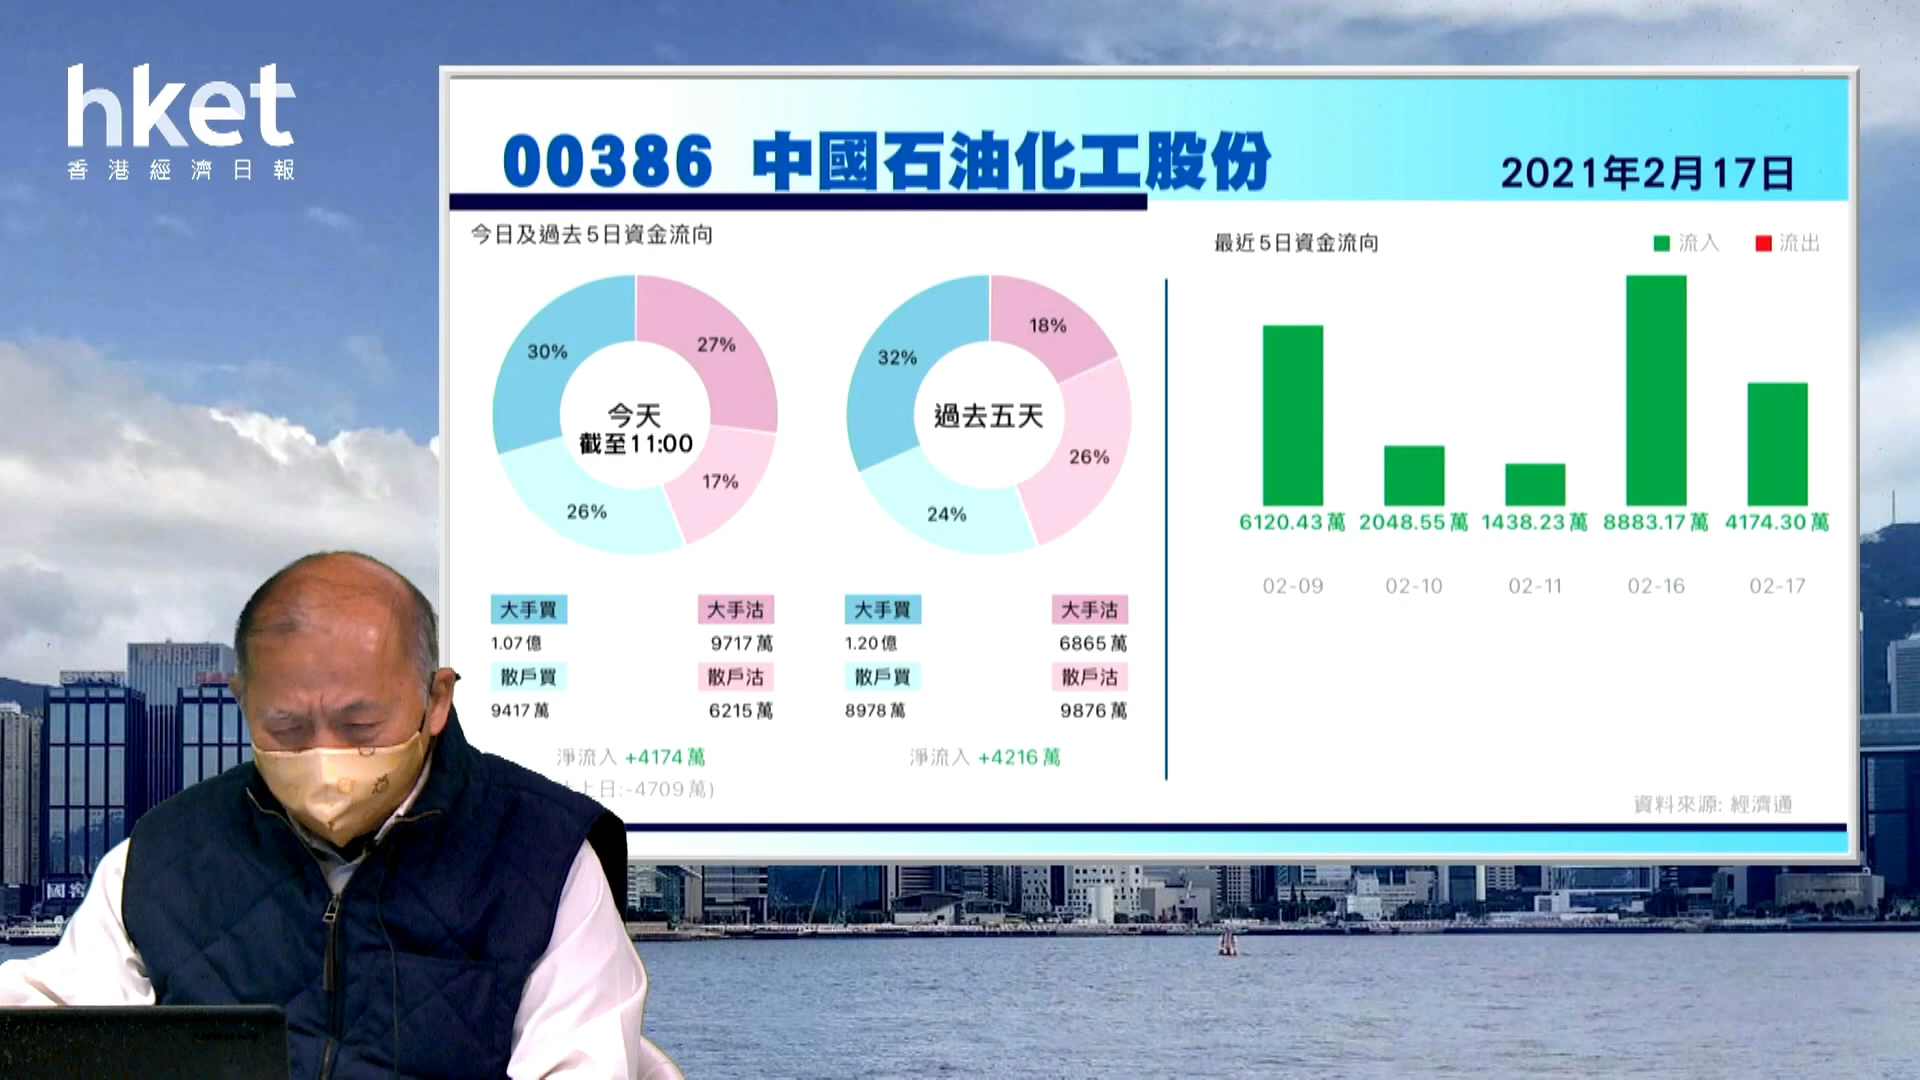 hket
香港經濟日報
00386 中國石油化工股份
2021年2月17日
今日及過去5日資金流向
30%
27%
今天
截至11:00
17%
26%
18%
32%
過去五天
26%
24%
大手買
大手沽
1.07億
9717萬
散戶買
散戶沽
9417萬
6215萬
淨流入 +4174萬
上日:-4709萬)
大手買
大手沽
1.20億
6865萬
散戶買
散戶沽
8978萬
9876萬
淨流入 +4216萬
最近5日資金流向
流入
流出
6120.43萬 2048.55萬 1438.23萬 8883.17萬 4174.30萬
02-09 02-10 02-11 02-16 02-17
資料來源: 經濟通